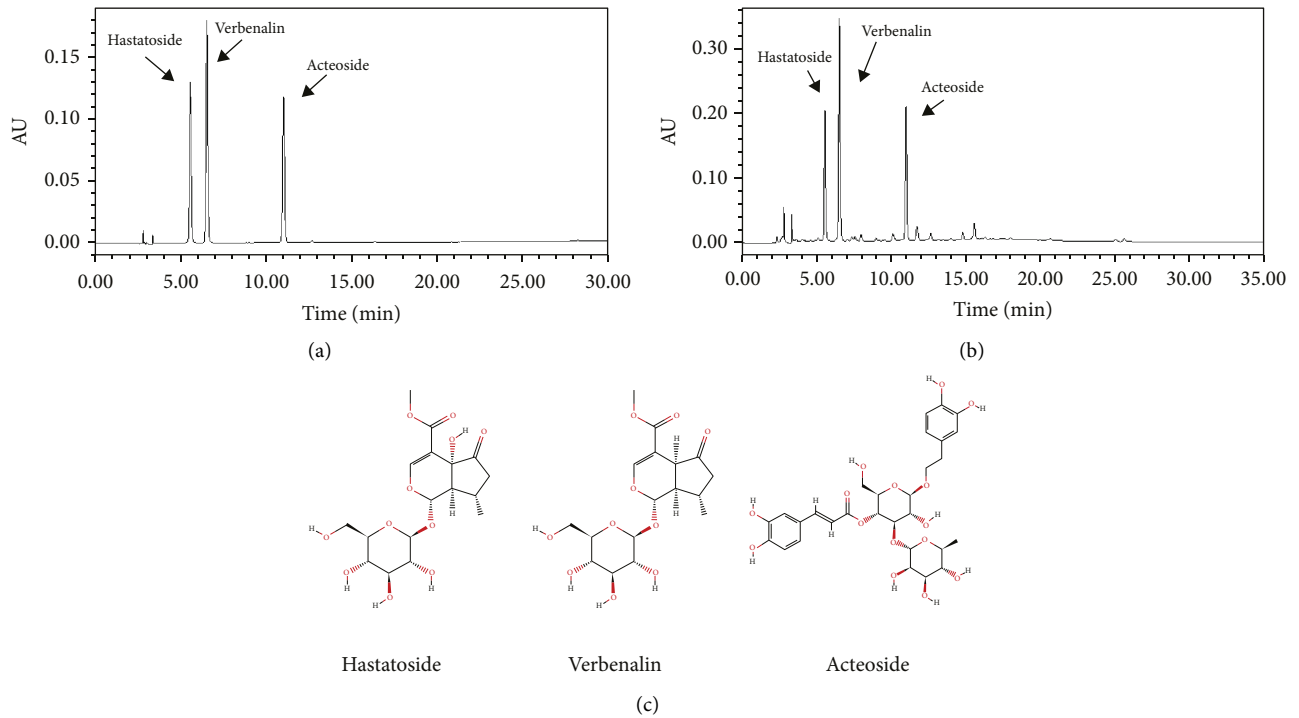 0.15
0.10
0.05
0.00
AU
Hastatoside
Verbenalin
Acteoside
0.00 5.00 10.00 15.00 20.00 25.00 30.00
Time (min)
(a)
0.30
0.20
0.10
0.00
AU
Hastatoside
Verbenalin
Acteoside
0.00 5.00 10.00 15.00 20.00 25.00 30.00 35.00
Time (min)
(b)
O O H O
O
O
H O O
O H
O O O
H H
O
H
Hastatoside
O O H O
O
O
H O O
O H
O O O
H H
O
H
Verbenalin
H O
O H
H O
O O
H O H O
O H O O H
O H O
H O
O H
O O H
H O
H
Acteoside
(c)